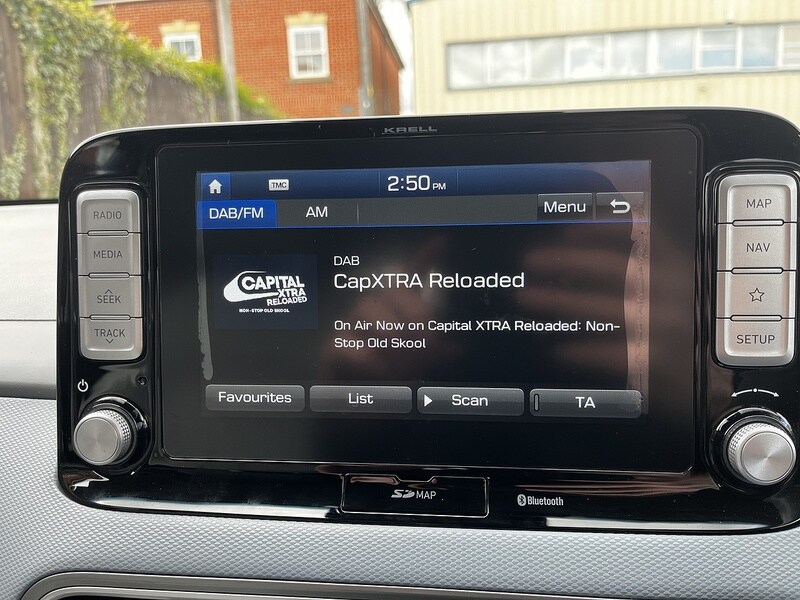 KRELL
TMC
2:50 PM
DAB/FM
AM
Menu
RADIO
MEDIA
SEEK
TRACK
MAP
NAV
SETUP
DAB
CapXTRA Reloaded
CAPITAL
XTRA
RELOADED
NON-STOP OLD SKOOL
On Air Now on Capital XTRA Reloaded: Non-
Stop Old Skool
Favourites
List
Scan
TA
SD MAP
Bluetooth